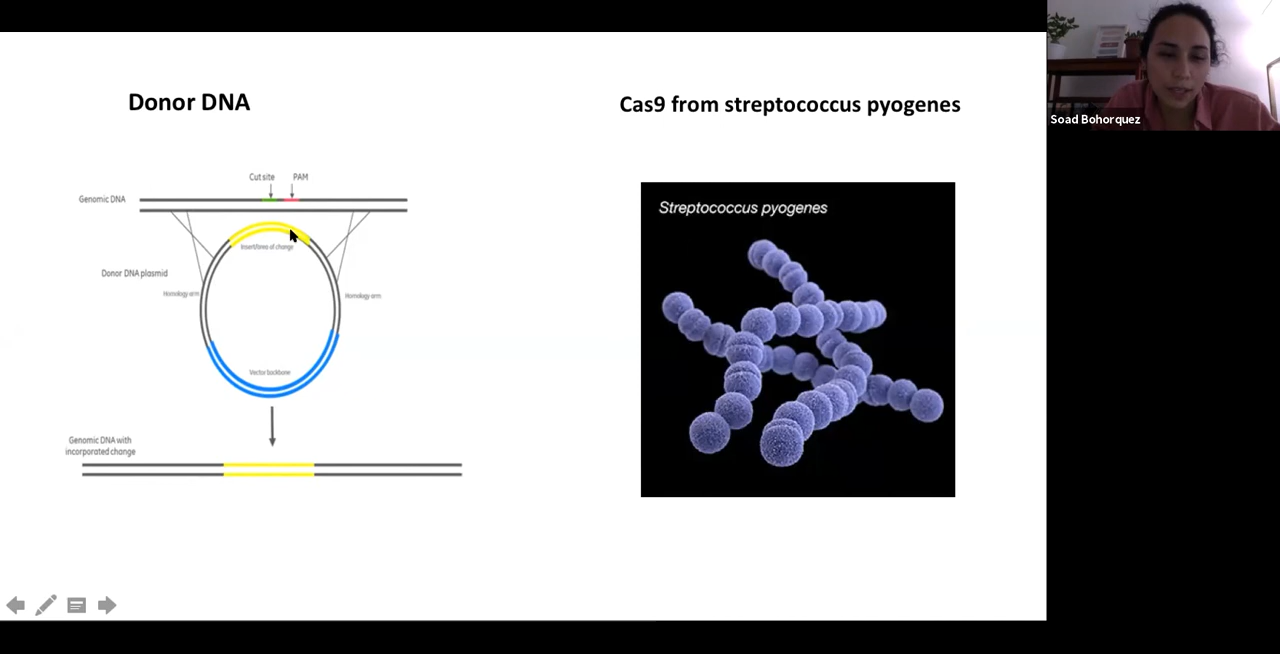 Donor DNA
Cas9 from streptococcus pyogenes
Soad Bohorquez
Cut site
PAM
Genomic DNA
Insert/area of change
Donor DNA plasmid
Homology arm
Homology arm
Vector backbone
Genomic DNA with
incorporated change
Streptococcus pyogenes